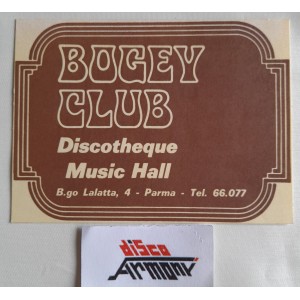 BOGEY
CLUB
Discotheque
Music Hall
B.go Lalatta, 4 - Parma - Tel. 66.077
disco
Armony